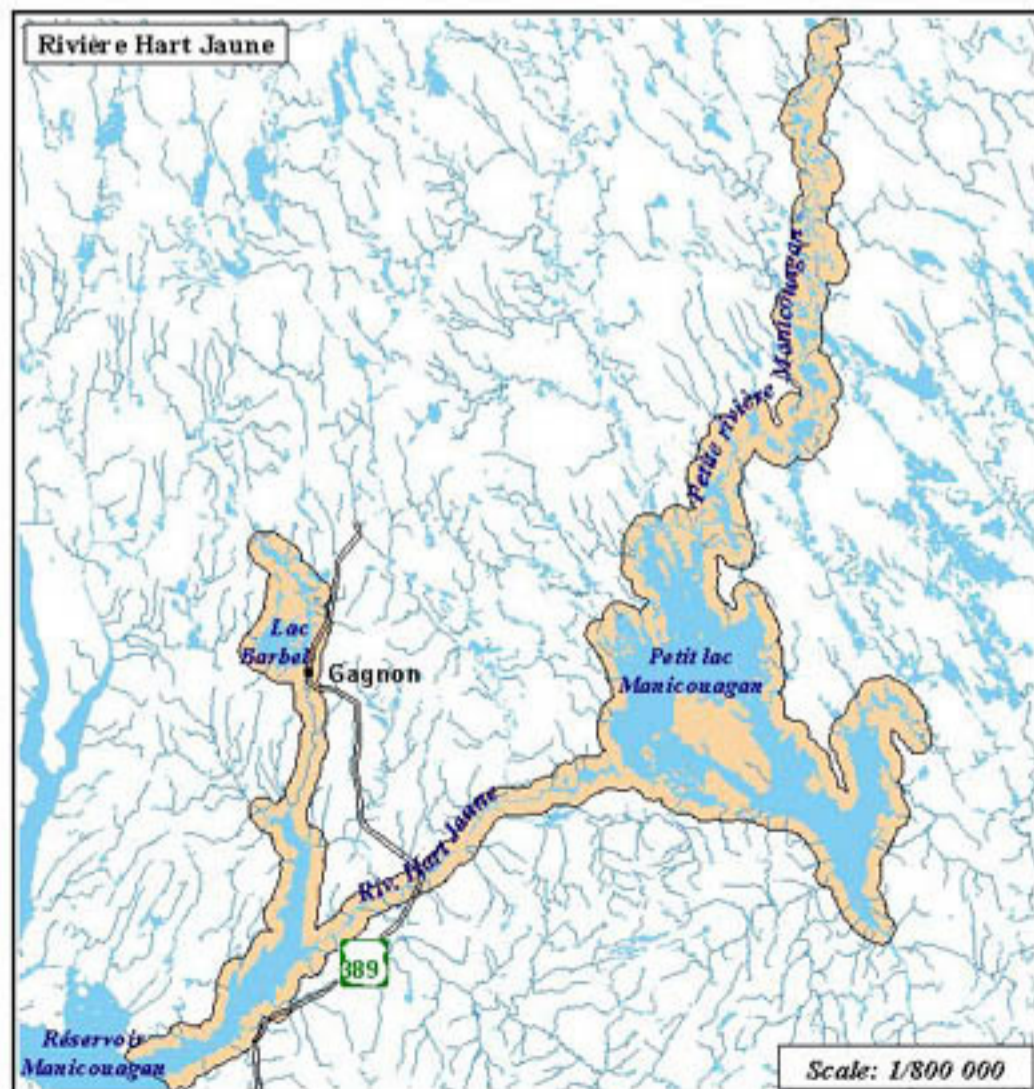 Rivière Hart Jaune
Petite rivière Manicouagan
Lac
Barbel
Gagnon
Petit lac
Manicouagan
Riv. Hart Jaune
389
Réservoir
Manicouagan
Scale: 1/800 000